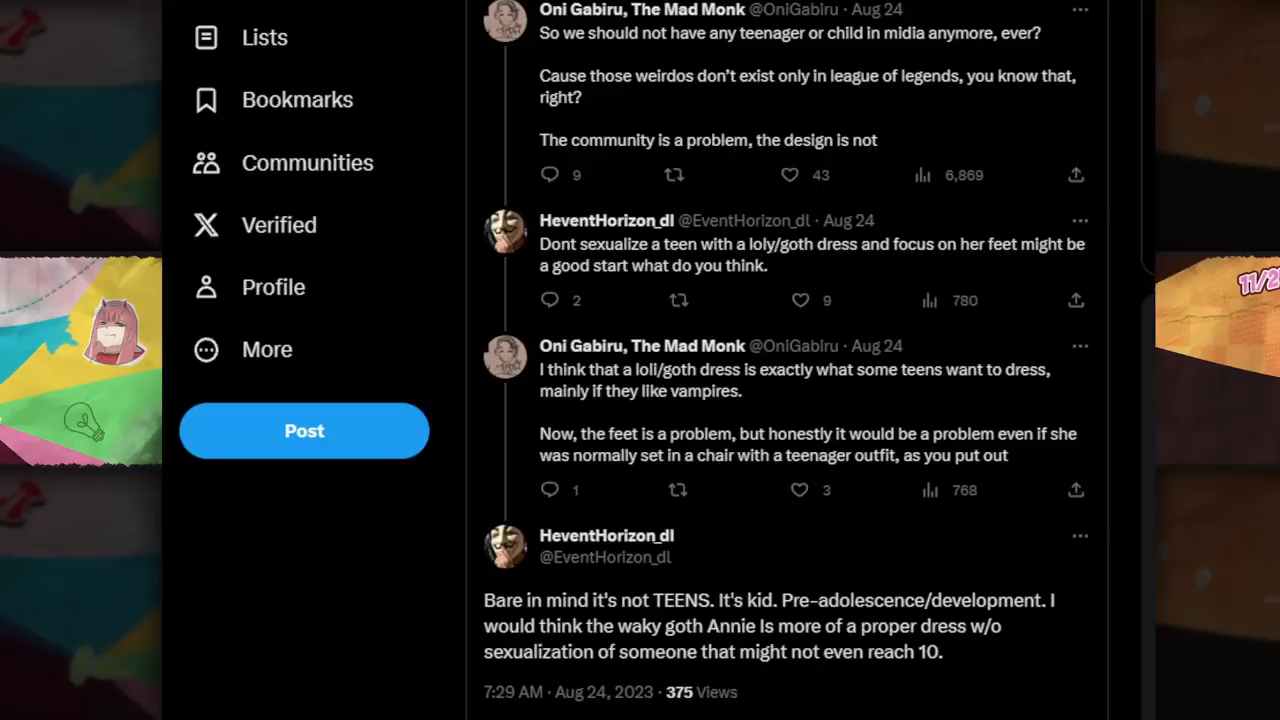 Lists
Bookmarks
Communities
Verified
Profile
More
Post
Oni Gabiru, The Mad Monk @OniGabiru · Aug 24
So we should not have any teenager or child in midia anymore, ever?
Cause those weirdos don't exist only in league of legends, you know that,
right?
The community is a problem, the design is not
9 43 6,869
HeventHorizon_dl @EventHorizon_dl · Aug 24
Dont sexualize a teen with a loly/goth dress and focus on her feet might be
a good start what do you think.
2 9 780
Oni Gabiru, The Mad Monk @OniGabiru · Aug 24
I think that a loli/goth dress is exactly what some teens want to dress,
mainly if they like vampires.
Now, the feet is a problem, but honestly it would be a problem even if she
was normally set in a chair with a teenager outfit, as you put out
1 3 768
HeventHorizon_dl
@EventHorizon_dl
Bare in mind it's not TEENS. It's kid. Pre-adolescence/development. I
would think the waky goth Annie Is more of a proper dress w/o
sexualization of someone that might not even reach 10.
7:29 AM · Aug 24, 2023 · 375 Views